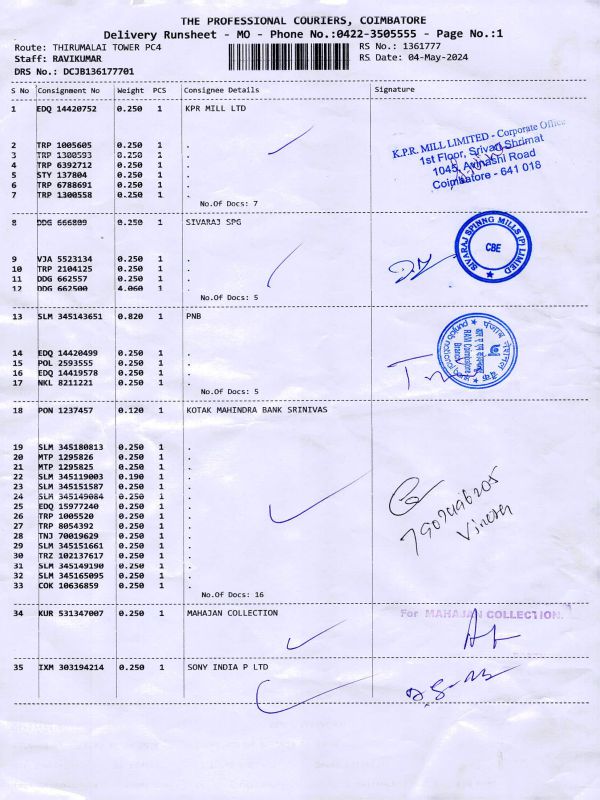 THE PROFESSIONAL COURIERS, COIMBATORE
Delivery Runsheet - MO - Phone No.:0422-3505555 - Page No.:1
Route: THIRUMALAI TOWER PC4 RS No.: 1361777
Staff: RAVIKUMAR RS Date: 04-May-2024
DRS No.: DCJB136177701
S No Consignment No Weight PCS Consignee Details Signature
1 EDQ 14420752 0.250 1 KPR MILL LTD
K.P.R. MILL LIMITED - Corporate Office
1st Floor, Srivari Shrimat
1045, Avinashi Road
Coimbatore - 641 018
2 TRP 1005605 0.250 1 .
3 TRP 1300593 0.250 1 .
4 TRP 6392712 0.250 1 .
5 STY 137804 0.250 1 .
6 TRP 6788691 0.250 1 .
7 TRP 1300558 0.250 1 .
No.Of Docs: 7
8 DDG 666809 0.250 1 SIVARAJ SPG
SIVARAJ SPINNG MILLS (P) LIMITED
CBE
9 VJA 5523134 0.250 1 .
10 TRP 2104125 0.250 1 .
11 DDG 662557 0.250 1 .
12 DDG 662500 4.060 1 .
No.Of Docs: 5
13 SLM 345143651 0.820 1 PNB
RAM Coimbatore
Branch
14 EDQ 14420499 0.250 1 .
15 POL 2593555 0.250 1 .
16 EDQ 14419578 0.250 1 .
17 NKL 8211221 0.250 1 .
No.Of Docs: 5
18 PON 1237457 0.120 1 KOTAK MAHINDRA BANK SRINIVAS
19 SLM 345180813 0.250 1 .
20 MTP 1295826 0.250 1 .
21 MTP 1295825 0.250 1 .
22 SLM 345119003 0.190 1 .
23 SLM 345151587 0.250 1 .
24 SLM 345149084 0.250 1 .
25 EDQ 15977240 0.250 1 .
26 TRP 1005520 0.250 1 .
27 TRP 8054392 0.250 1 .
28 TNJ 70019629 0.250 1 .
29 SLM 345151661 0.250 1 .
30 TRZ 102137617 0.250 1 .
31 SLM 345149190 0.250 1 .
32 SLM 345165095 0.250 1 .
33 COK 10636859 0.250 1 .
No.Of Docs: 16
34 KUR 531347007 0.250 1 MAHAJAN COLLECTION
For MAHAJAN COLLECTION.
35 IXM 303194214 0.250 1 SONY INDIA P LTD